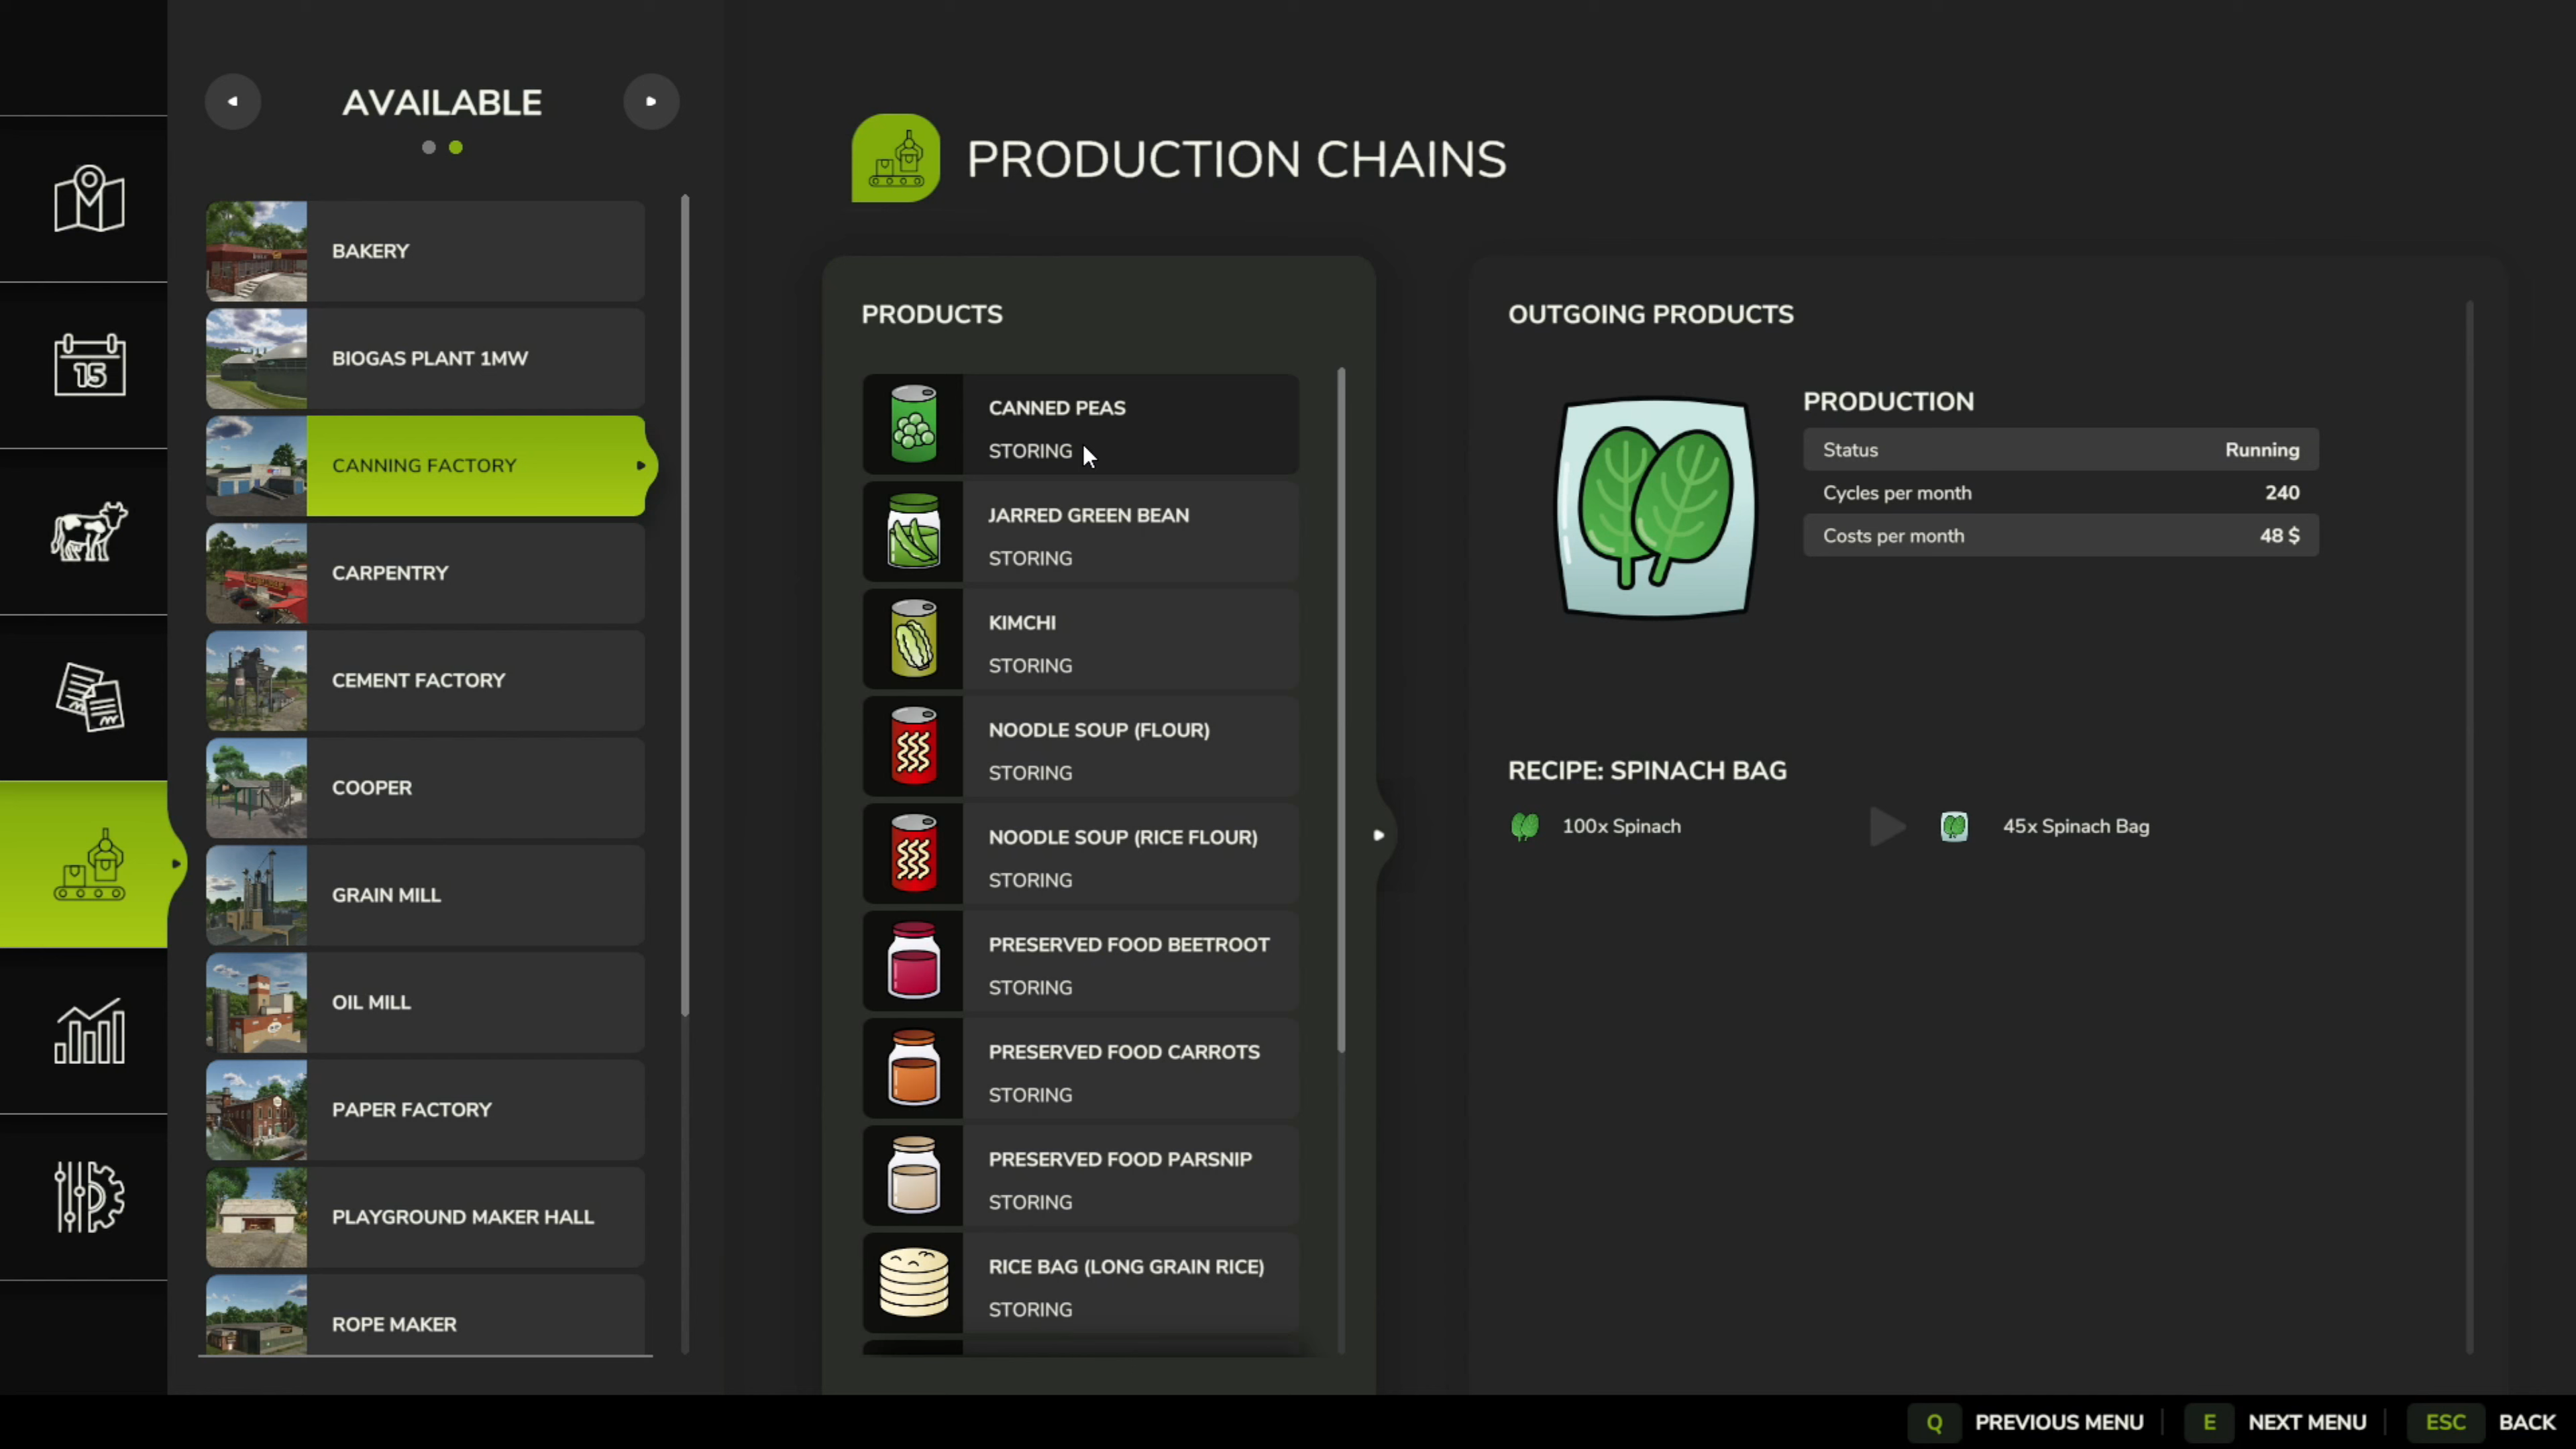 AVAILABLE
BAKERY
BIOGAS PLANT 1MW
CANNING FACTORY
CARPENTRY
CEMENT FACTORY
COOPER
GRAIN MILL
OIL MILL
PAPER FACTORY
PLAYGROUND MAKER HALL
ROPE MAKER
15
PRODUCTION CHAINS
PRODUCTS
CANNED PEAS
STORING
JARRED GREEN BEAN
STORING
KIMCHI
STORING
NOODLE SOUP (FLOUR)
STORING
NOODLE SOUP (RICE FLOUR)
STORING
PRESERVED FOOD BEETROOT
STORING
PRESERVED FOOD CARROTS
STORING
PRESERVED FOOD PARSNIP
STORING
RICE BAG (LONG GRAIN RICE)
STORING
OUTGOING PRODUCTS
PRODUCTION
Status Running
Cycles per month 240
Costs per month 48 $
RECIPE: SPINACH BAG
100x Spinach 45x Spinach Bag
Q PREVIOUS MENU E NEXT MENU ESC BACK